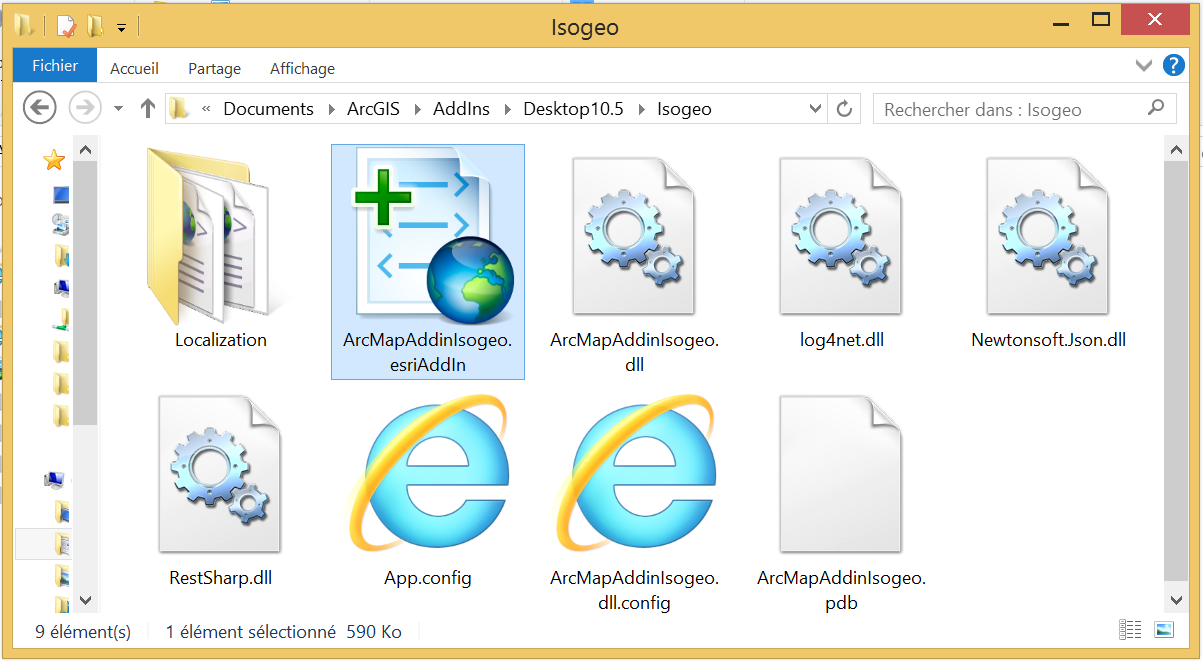 Isogeo
Fichier Accueil Partage Affichage
?
« Documents ArcGIS AddIns Desktop10.5 Isogeo
Rechercher dans : Isogeo
Localization
ArcMapAddinIsogeo.
esriAddIn
ArcMapAddinIsogeo.
dll
log4net.dll
Newtonsoft.Json.dll
RestSharp.dll
App.config
ArcMapAddinIsogeo.
dll.config
ArcMapAddinIsogeo.
pdb
9 élément(s) 1 élément sélectionné 590 Ko